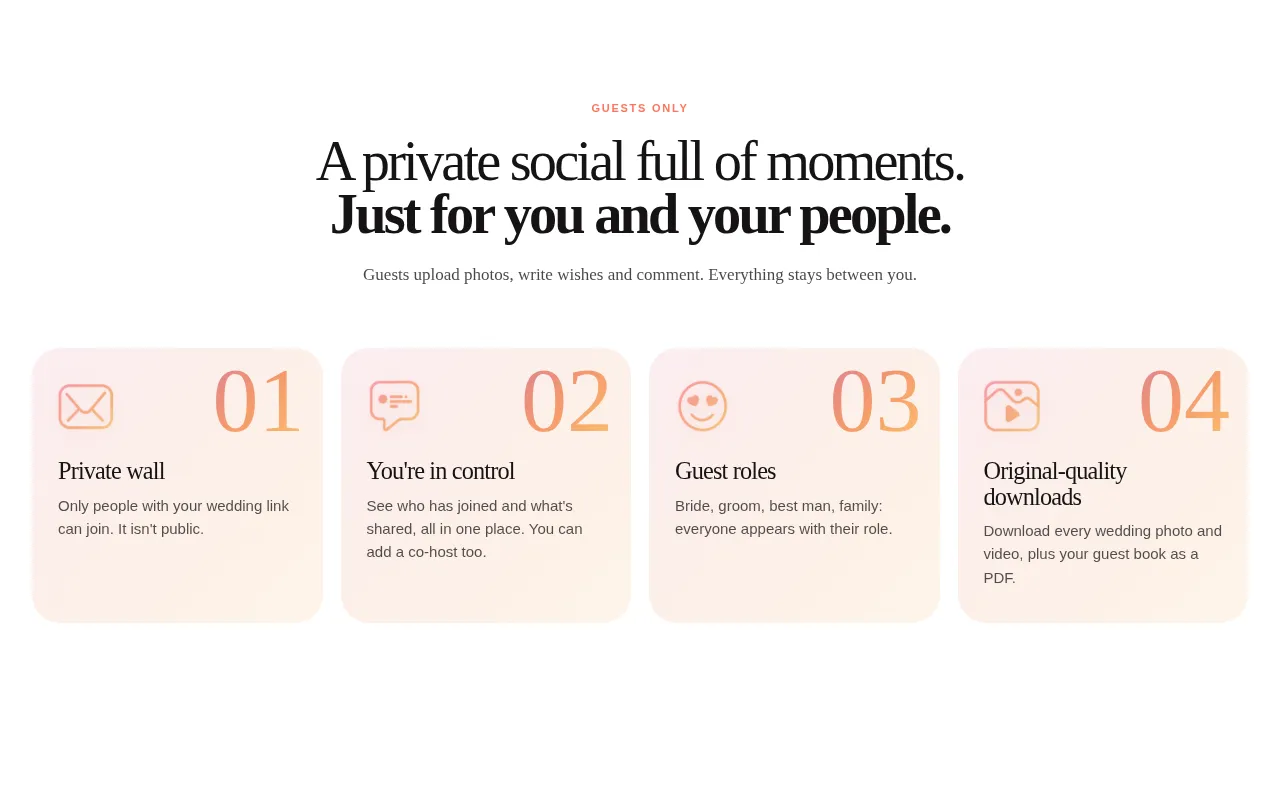 GUESTS ONLY
A private social full of moments.
Just for you and your people.
Guests upload photos, write wishes and comment. Everything stays between you.
01
Private wall
Only people with your wedding link
can join. It isn't public.
02
You're in control
See who has joined and what's
shared, all in one place. You can
add a co-host too.
03
Guest roles
Bride, groom, best man, family:
everyone appears with their role.
04
Original-quality
downloads
Download every wedding photo and
video, plus your guest book as a
PDF.